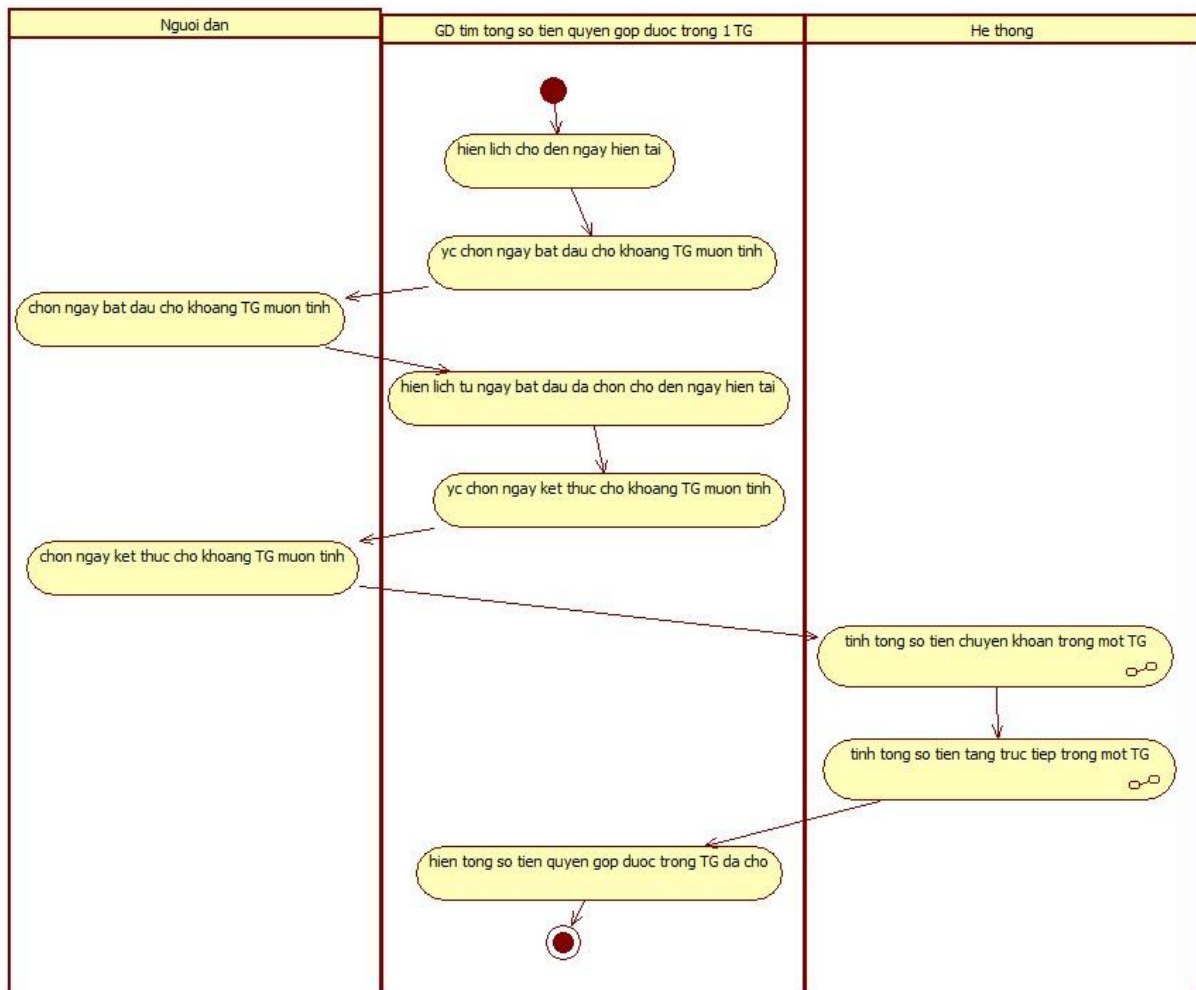 Nguoi dan
GD tim tong so tien quyen gop duoc trong 1 TG
He thong
hien lich cho den ngay hien tai
yc chon ngay bat dau cho khoang TG muon tinh
chon ngay bat dau cho khoang TG muon tinh
hien lich tu ngay bat dau da chon cho den ngay hien tai
yc chon ngay ket thuc cho khoang TG muon tinh
chon ngay ket thuc cho khoang TG muon tinh
tinh tong so tien chuyen khoan trong mot TG
tinh tong so tien tang truc tiep trong mot TG
hien tong so tien quyen gop duoc trong TG da cho